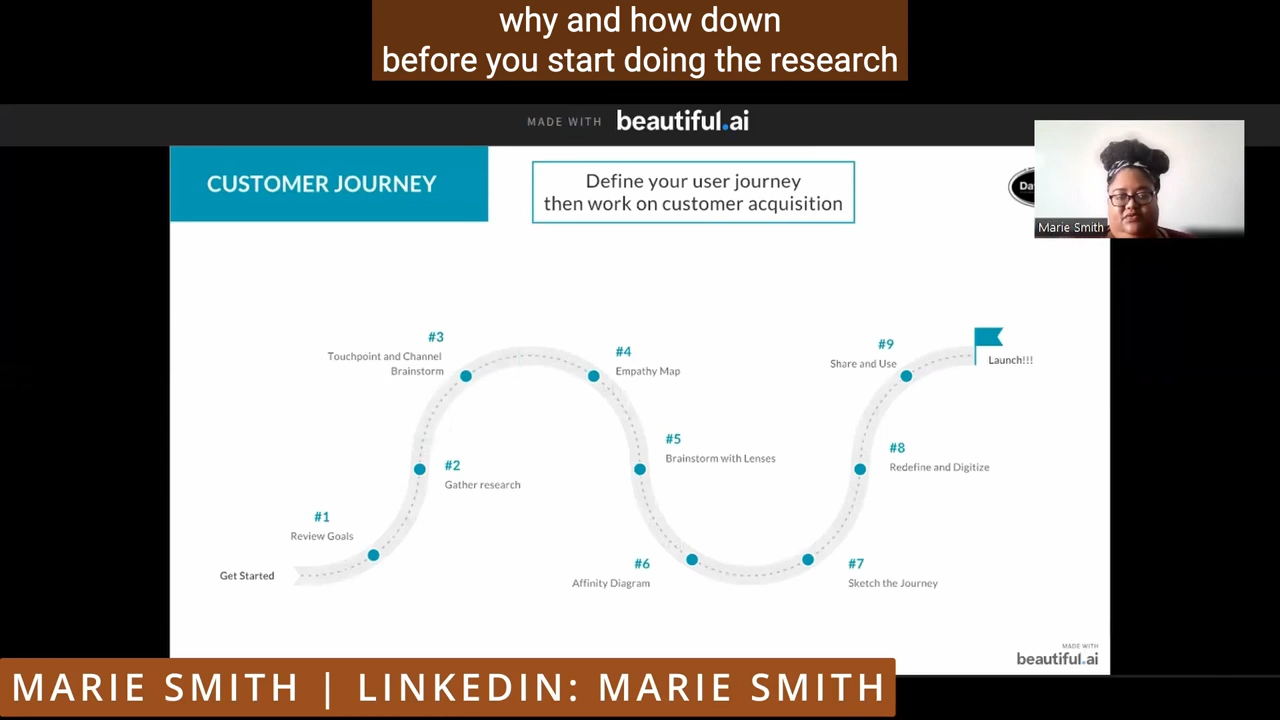 why and how down
before you start doing the research
MADE WITH beautiful.ai
CUSTOMER JOURNEY
Define your user journey
then work on customer acquisition
Marie Smith
#3
Touchpoint and Channel
Brainstorm
#4
Empathy Map
#9
Share and Use
Launch!!!
#5
Brainstorm with Lenses
#8
Redefine and Digitize
#2
Gather research
#1
Review Goals
Get Started
#6
Affinity Diagram
#7
Sketch the Journey
MADE WITH
beautiful.ai
MARIE SMITH | LINKEDIN: MARIE SMITH